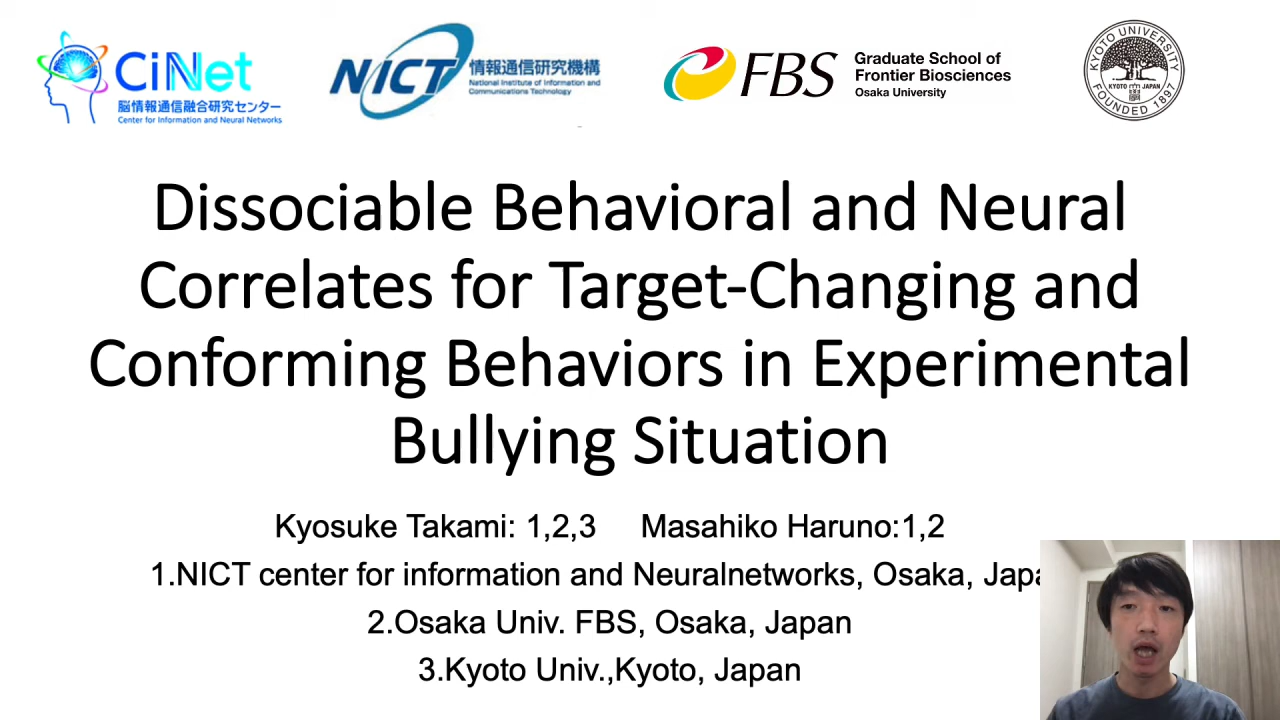 CiNet
脳情報通信融合研究センター
Center for Information and Neural Networks
NICT
情報通信研究機構
National Institute of Information and
Communications Technology
FBS
Graduate School of
Frontier Biosciences
Osaka University
KYOTO UNIVERSITY
KYOTO JAPAN
FOUNDED 1897
Dissociable Behavioral and Neural
Correlates for Target-Changing and
Conforming Behaviors in Experimental
Bullying Situation
Kyosuke Takami: 1,2,3 Masahiko Haruno:1,2
1.NICT center for information and Neuralnetworks, Osaka, Japa
2.Osaka Univ. FBS, Osaka, Japan
3.Kyoto Univ.,Kyoto, Japan